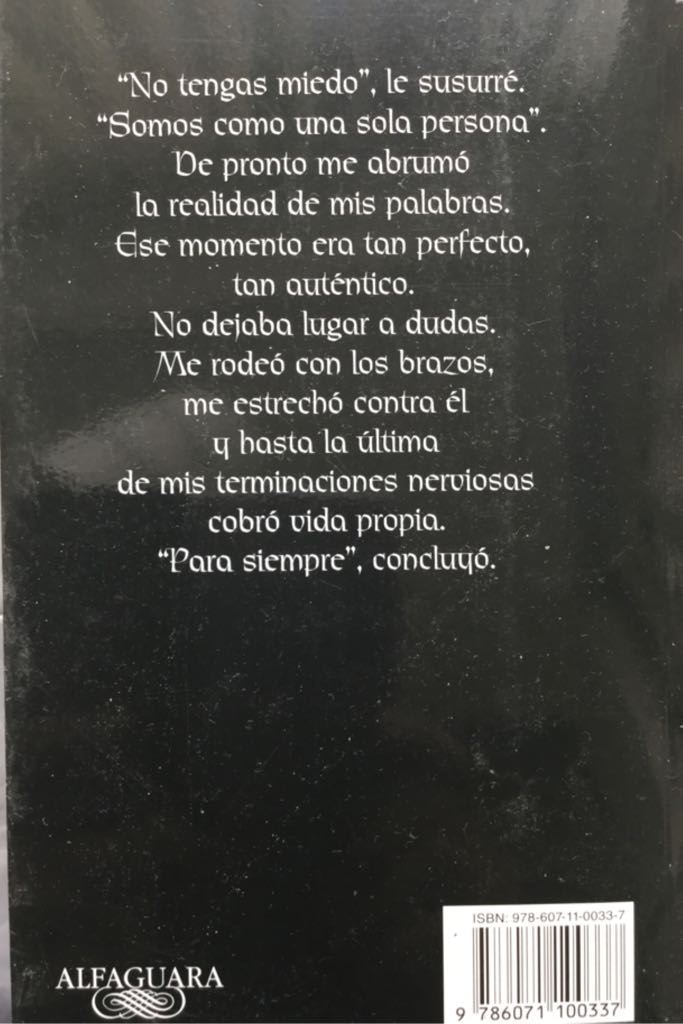 “No tengas miedo”, le susurré.
“Somos como una sola persona”.
De pronto me abrumó
la realidad de mis palabras.
Ese momento era tan perfecto,
tan auténtico.
No dejaba lugar a dudas.
Me rodeó con los brazos,
me estrechó contra él
y hasta la última
de mis terminaciones nerviosas
cobró vida propia.
“Para siempre”, concluyó.
ISBN: 978-607-11-0033-7
ALFAGUARA
9 786071 100337